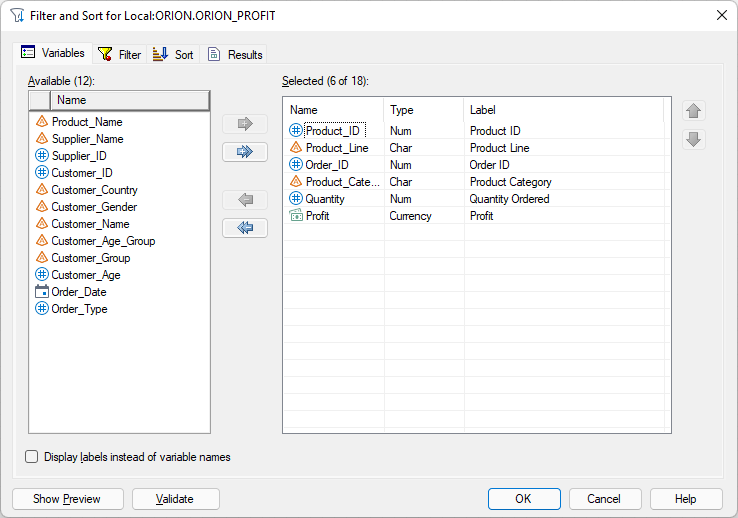 Filter and Sort for Local:ORION.ORION_PROFIT
Variables Filter Sort Results
Available (12):
Name
Product_Name
Supplier_Name
Supplier_ID
Customer_ID
Customer_Country
Customer_Gender
Customer_Name
Customer_Age_Group
Customer_Group
Customer_Age
Order_Date
Order_Type
Selected (6 of 18):
Name Type Label
Product_ID Num Product ID
Product_Line Char Product Line
Order_ID Num Order ID
Product_Cate... Char Product Category
Quantity Num Quantity Ordered
Profit Currency Profit
Display labels instead of variable names
Show Preview Validate OK Cancel Help